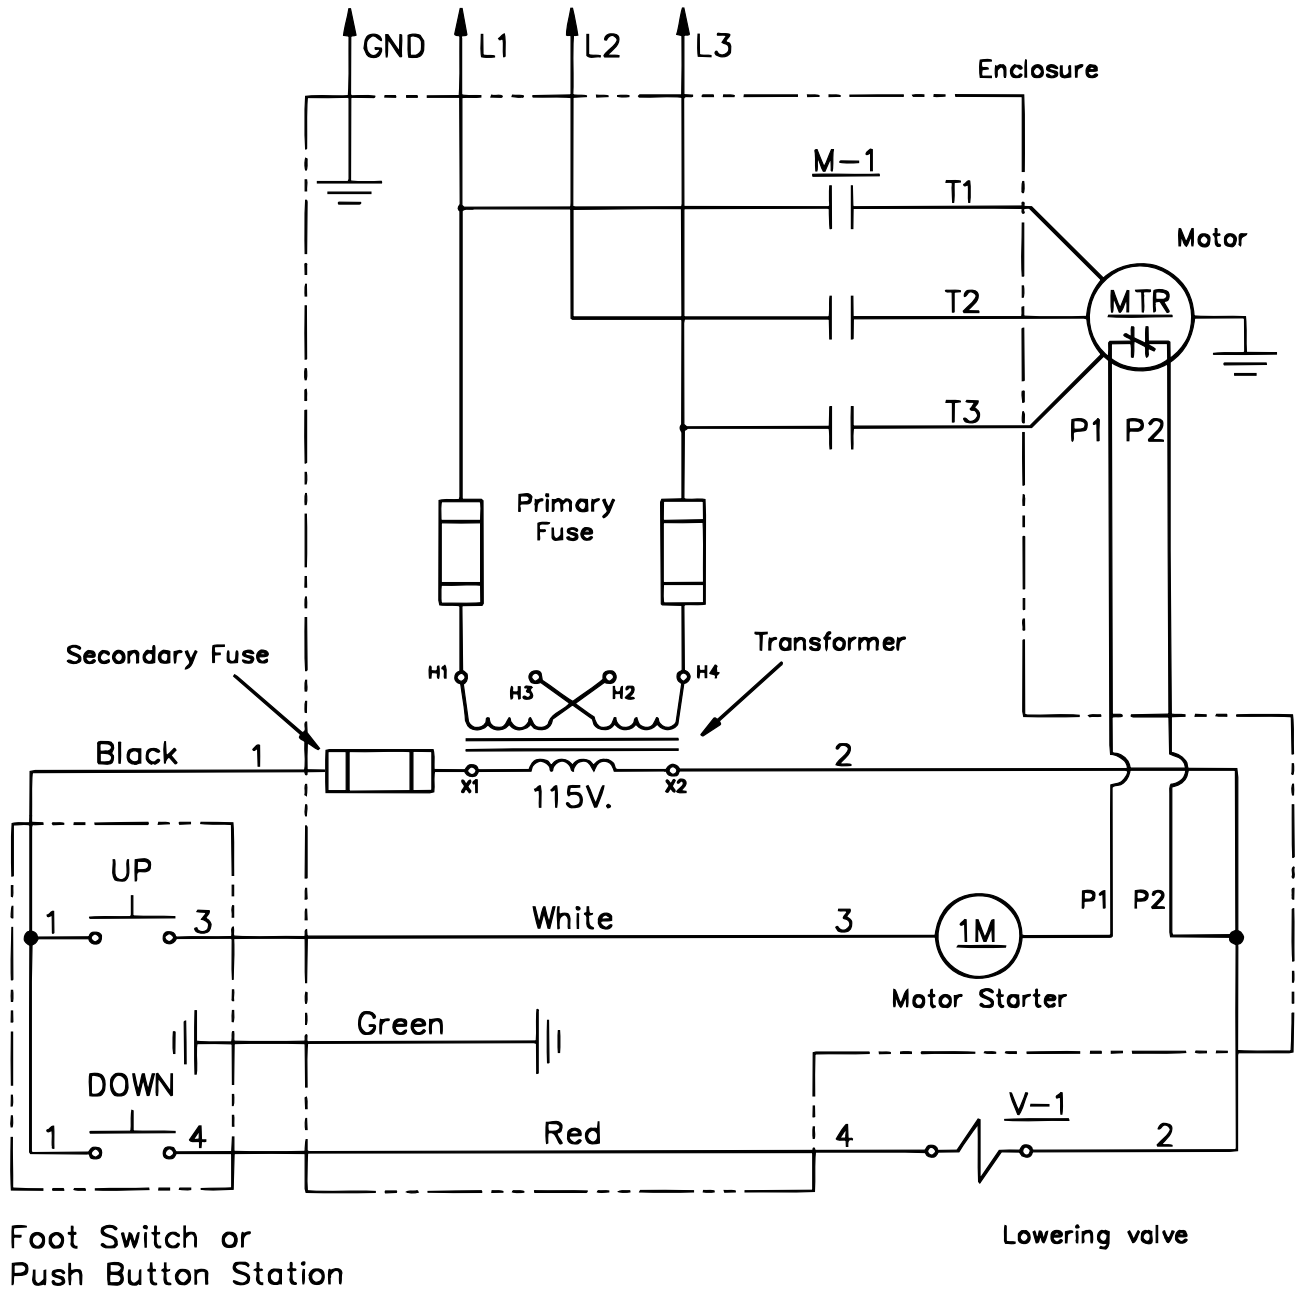 GND
L1
L2
L3
Enclosure
M-1
T1
Motor
T2
MTR
T3
P1
P2
Primary
Fuse
Secondary Fuse
Transformer
H1
H3
H2
H4
Black
1
X1
115V.
X2
2
UP
1
3
White
3
1M
P1
P2
Motor Starter
Green
DOWN
1
4
Red
4
V-1
2
Foot Switch or
Push Button Station
Lowering valve